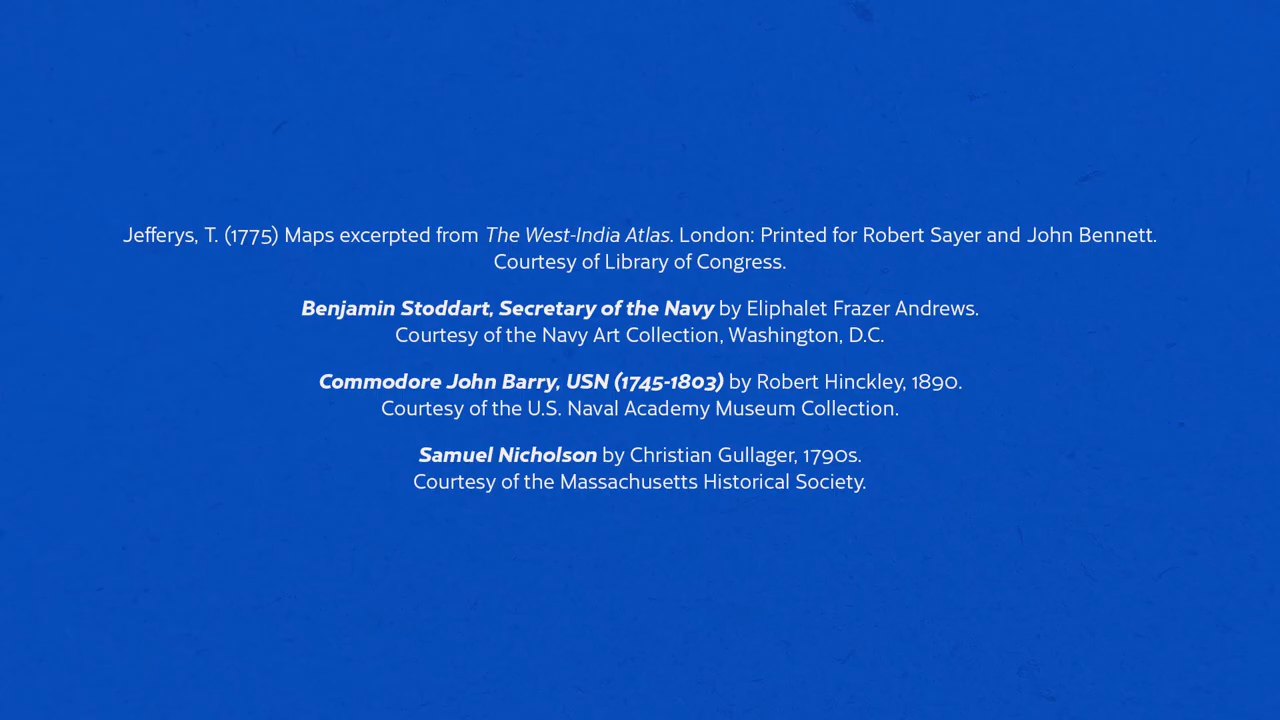 Jefferys, T. (1775) Maps excerpted from The West-India Atlas. London: Printed for Robert Sayer and John Bennett.
Courtesy of Library of Congress.
Benjamin Stoddart, Secretary of the Navy by Eliphalet Frazer Andrews.
Courtesy of the Navy Art Collection, Washington, D.C.
Commodore John Barry, USN (1745-1803) by Robert Hinckley, 1890.
Courtesy of the U.S. Naval Academy Museum Collection.
Samuel Nicholson by Christian Gullager, 1790s.
Courtesy of the Massachusetts Historical Society.